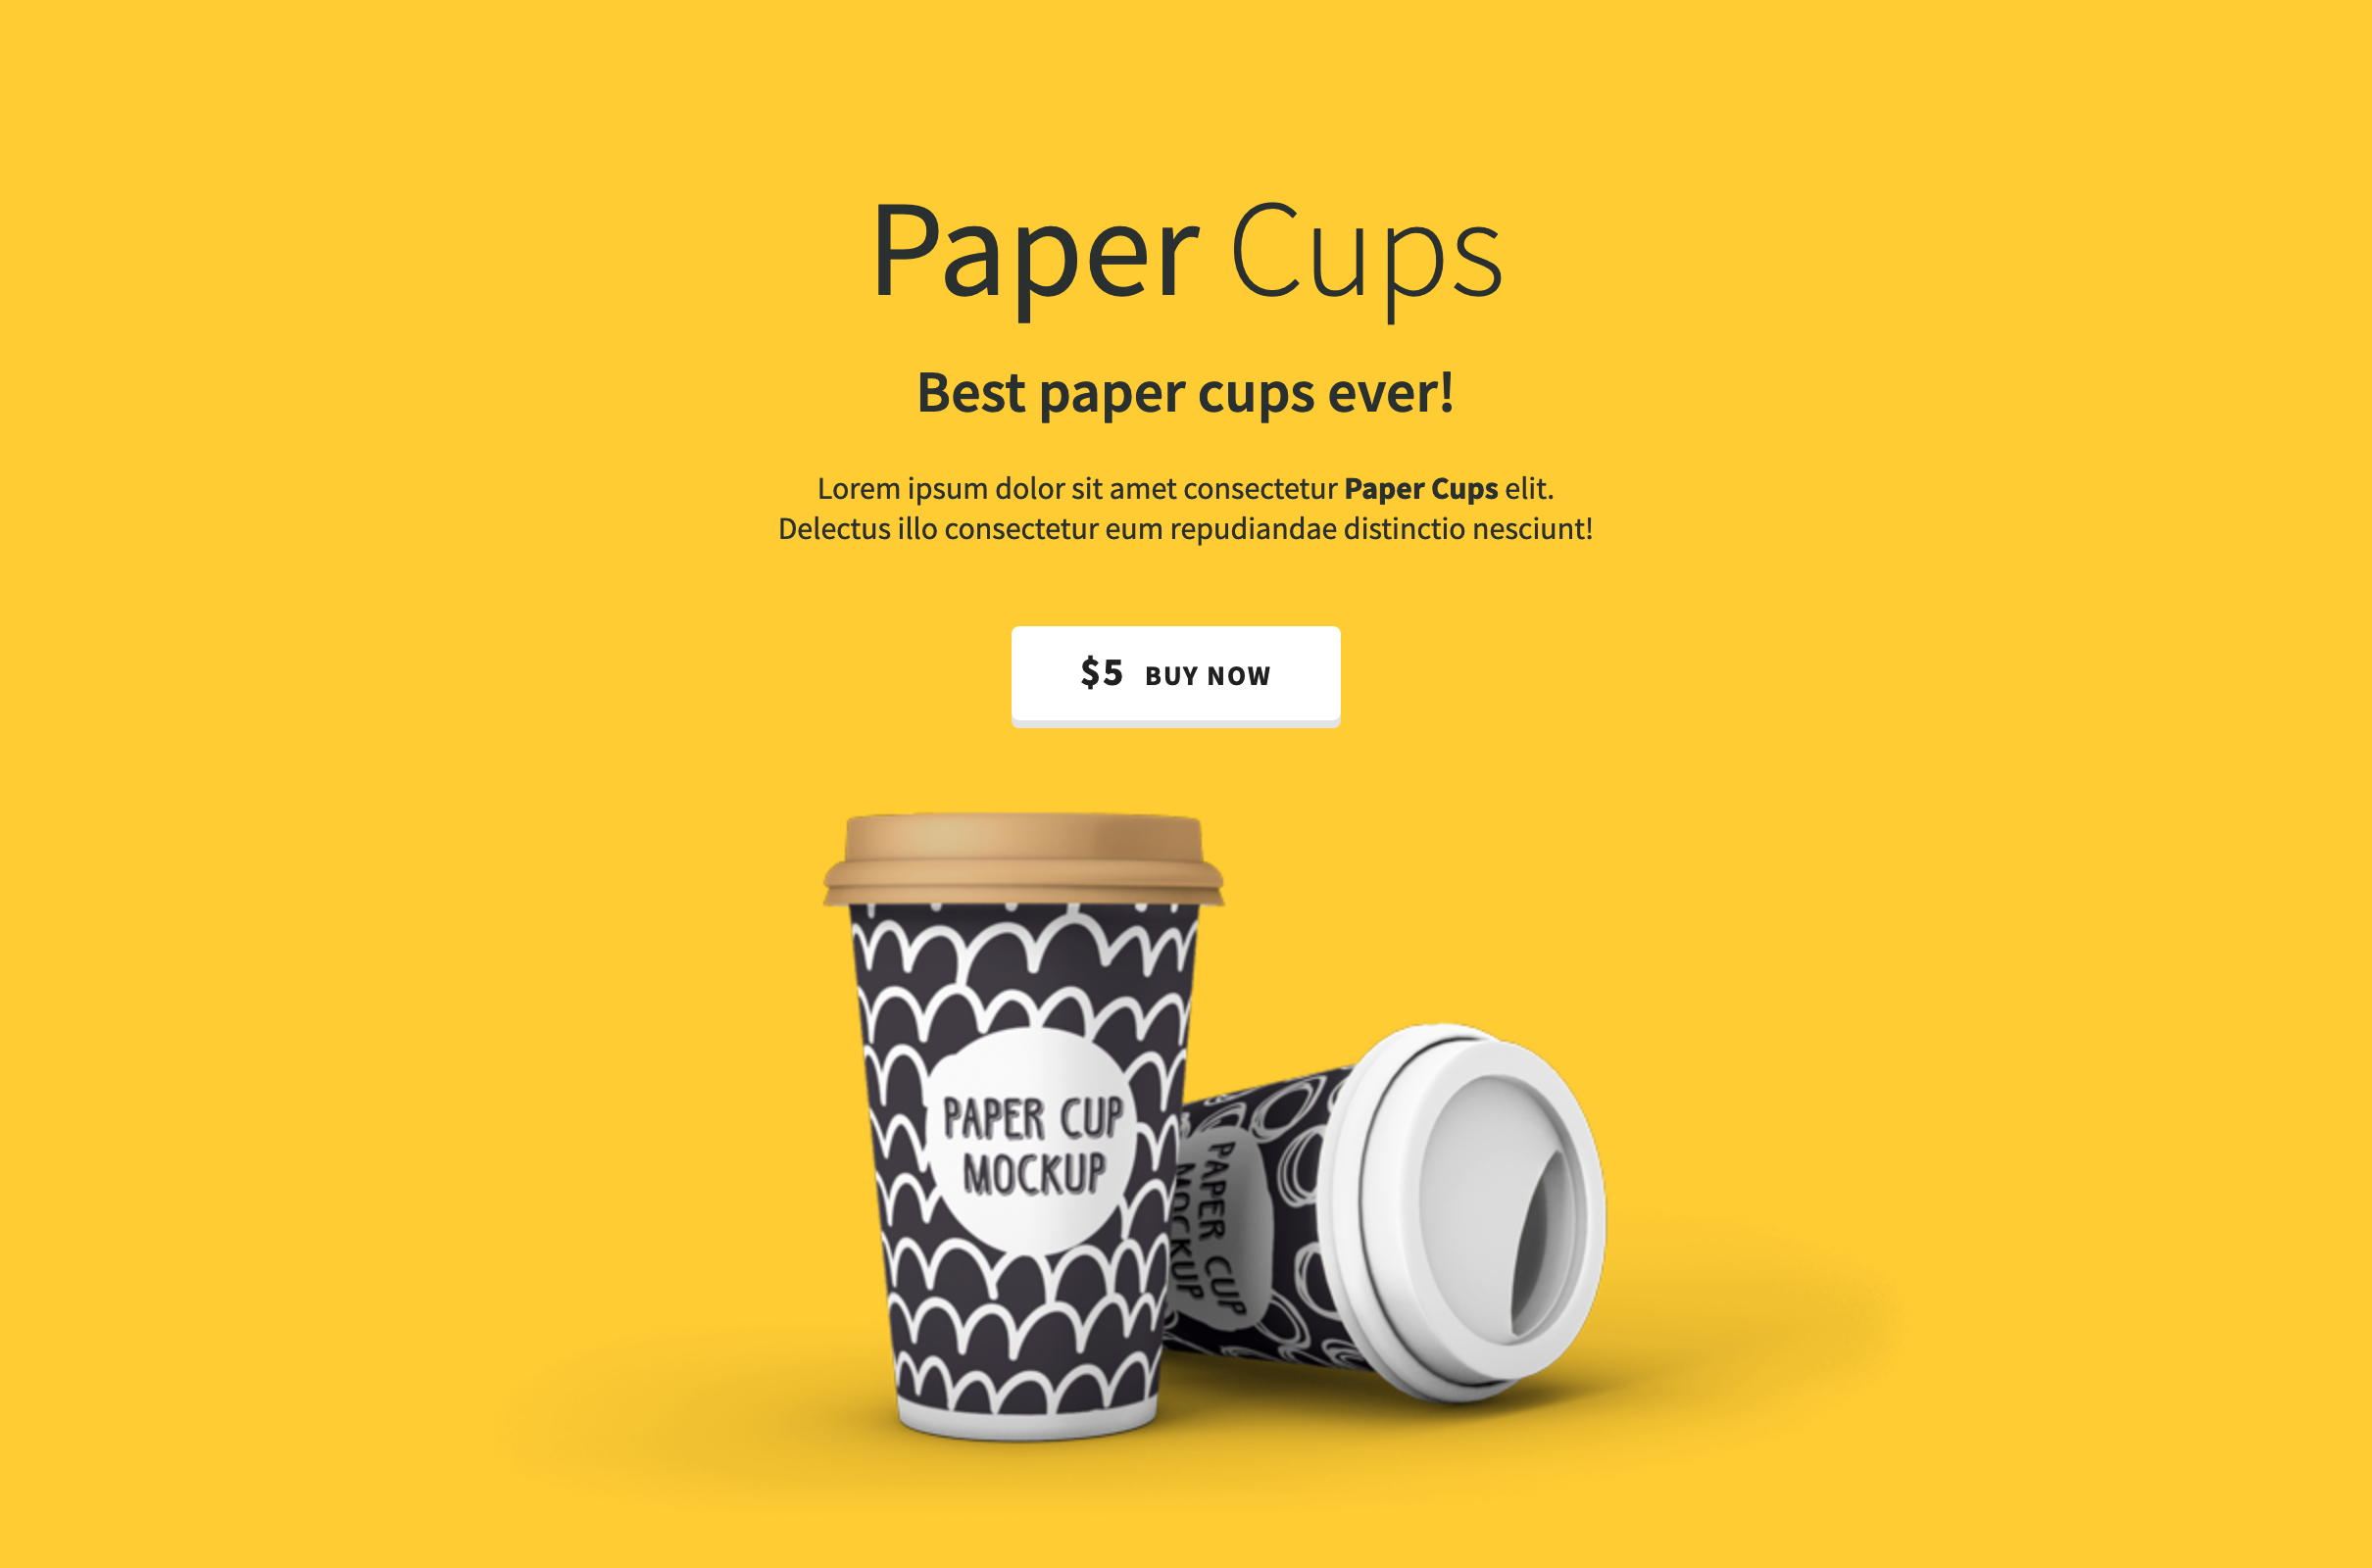 Paper Cups
Best paper cups ever!
Lorem ipsum dolor sit amet consectetur Paper Cups elit.
Delectus illo consectetur eum repudiandae distinctio nesciunt!
$5 BUY NOW
PAPER CUP
MOCKUP
PAPER CUP
MOCKUP